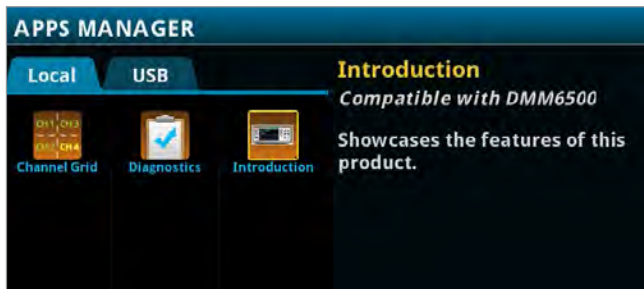 APPS MANAGER
Local
USB
Introduction
Compatible with DMM6500
Showcases the features of this
product.
CH1 CH3
CH4
Channel Grid
Diagnostics
Introduction